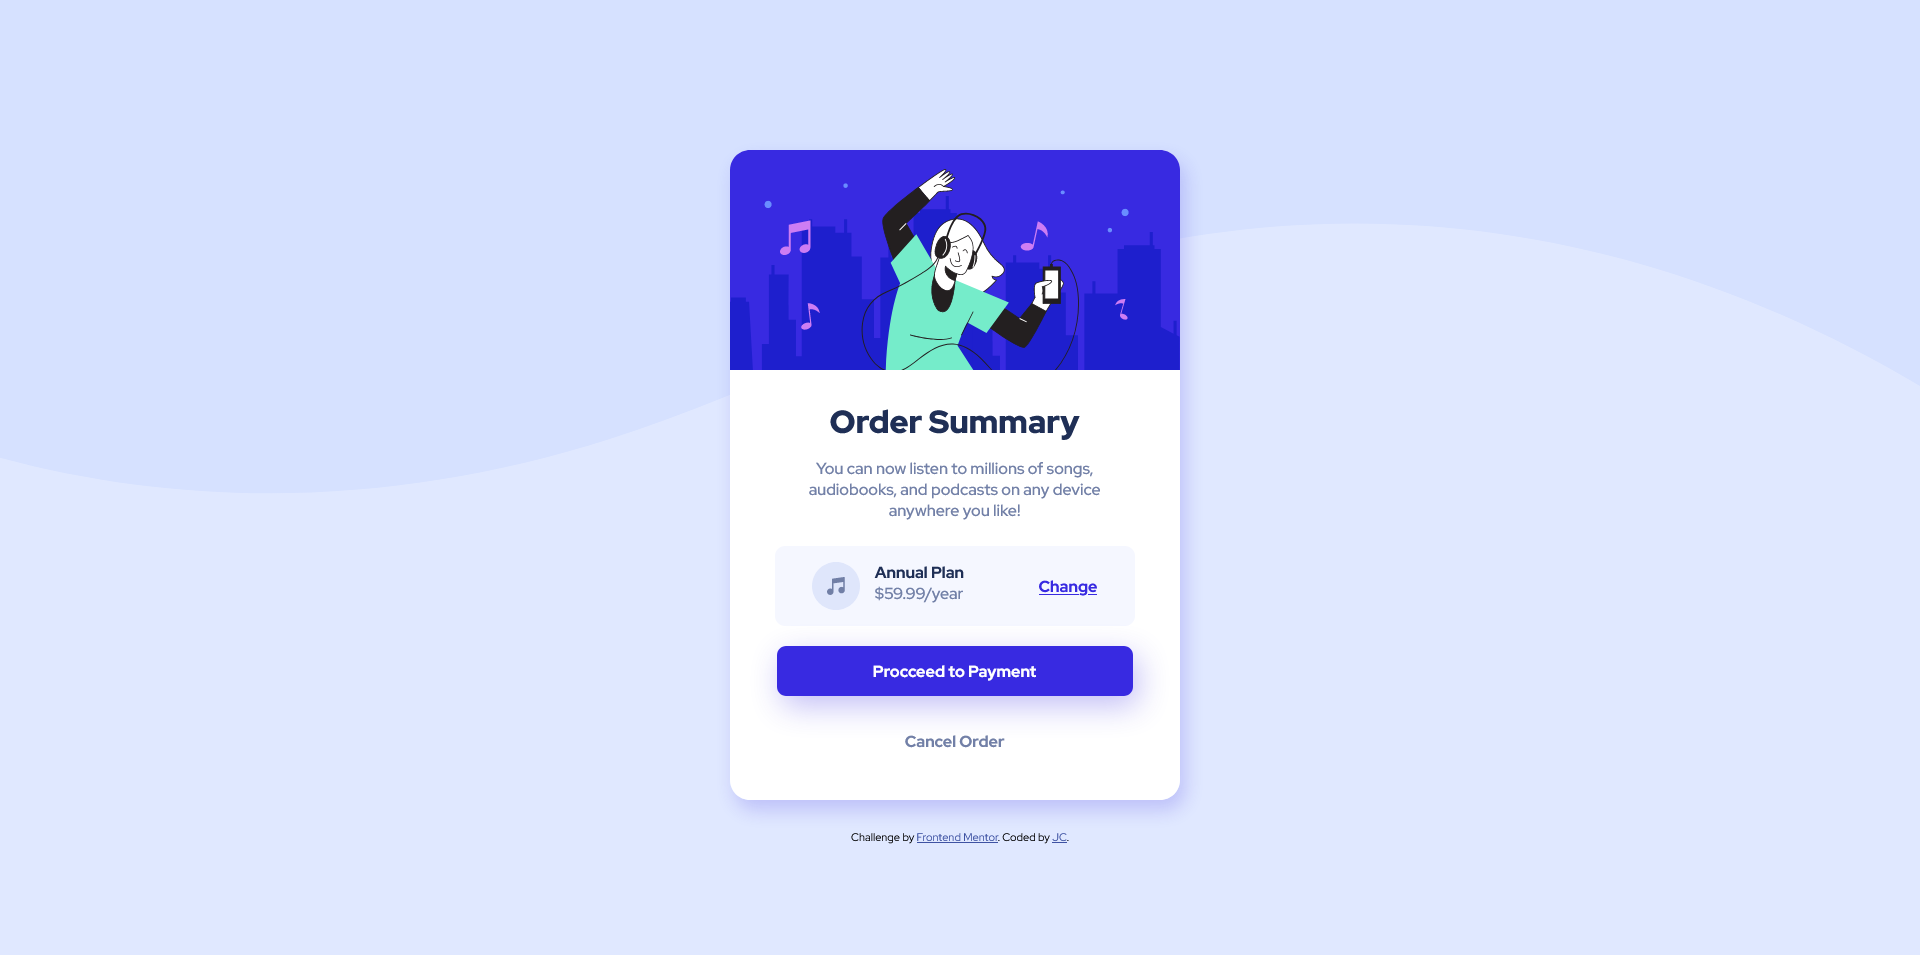 Order Summary
You can now listen to millions of songs,
audiobooks, and podcasts on any device
anywhere you like!
Annual Plan
$59.99/year
Change
Procceed to Payment
Cancel Order
Challenge by Frontend Mentor. Coded by JC.